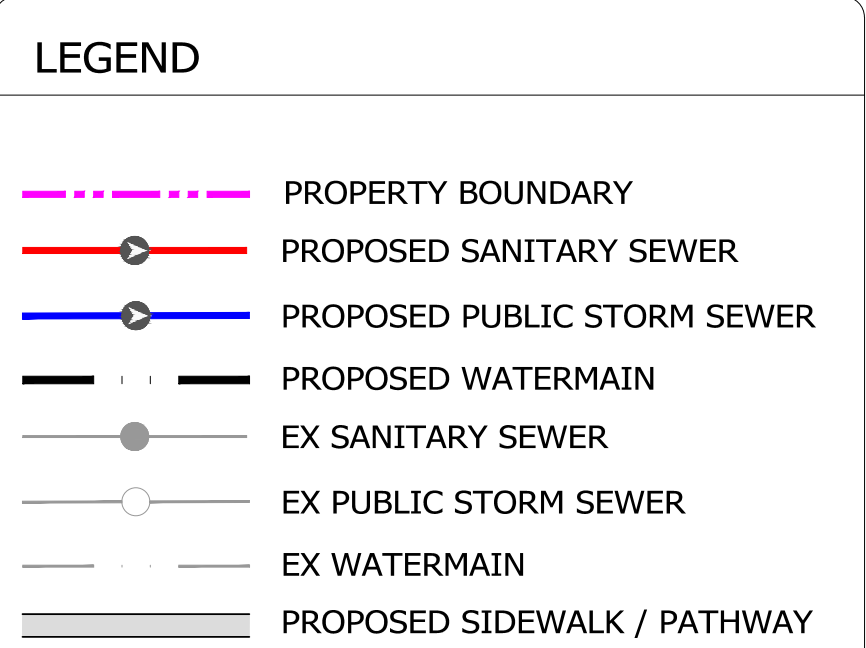 LEGEND
PROPERTY BOUNDARY
PROPOSED SANITARY SEWER
PROPOSED PUBLIC STORM SEWER
PROPOSED WATERMAIN
EX SANITARY SEWER
EX PUBLIC STORM SEWER
EX WATERMAIN
PROPOSED SIDEWALK / PATHWAY